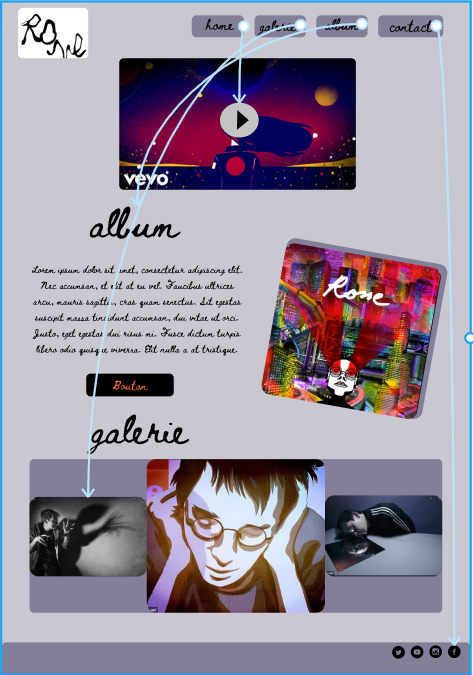 Rone
home galerie album contact
vevo
album
Lorem ipsum dolor sit amet, consectetur adipiscing elit.
Nec accumsan, et elit at eu vel. Faucibus ultrices
arcu, mauris sagittis, cras quam senectus. Sit egestas
suscipit massa tincidunt accumsan, dui vitae ut orci.
Justo, eget egestas dui risus mi. Fusce dictum turpis
libero odio quisque viverra. Elit nulla a at tristique.
Rone
Bouton
galerie